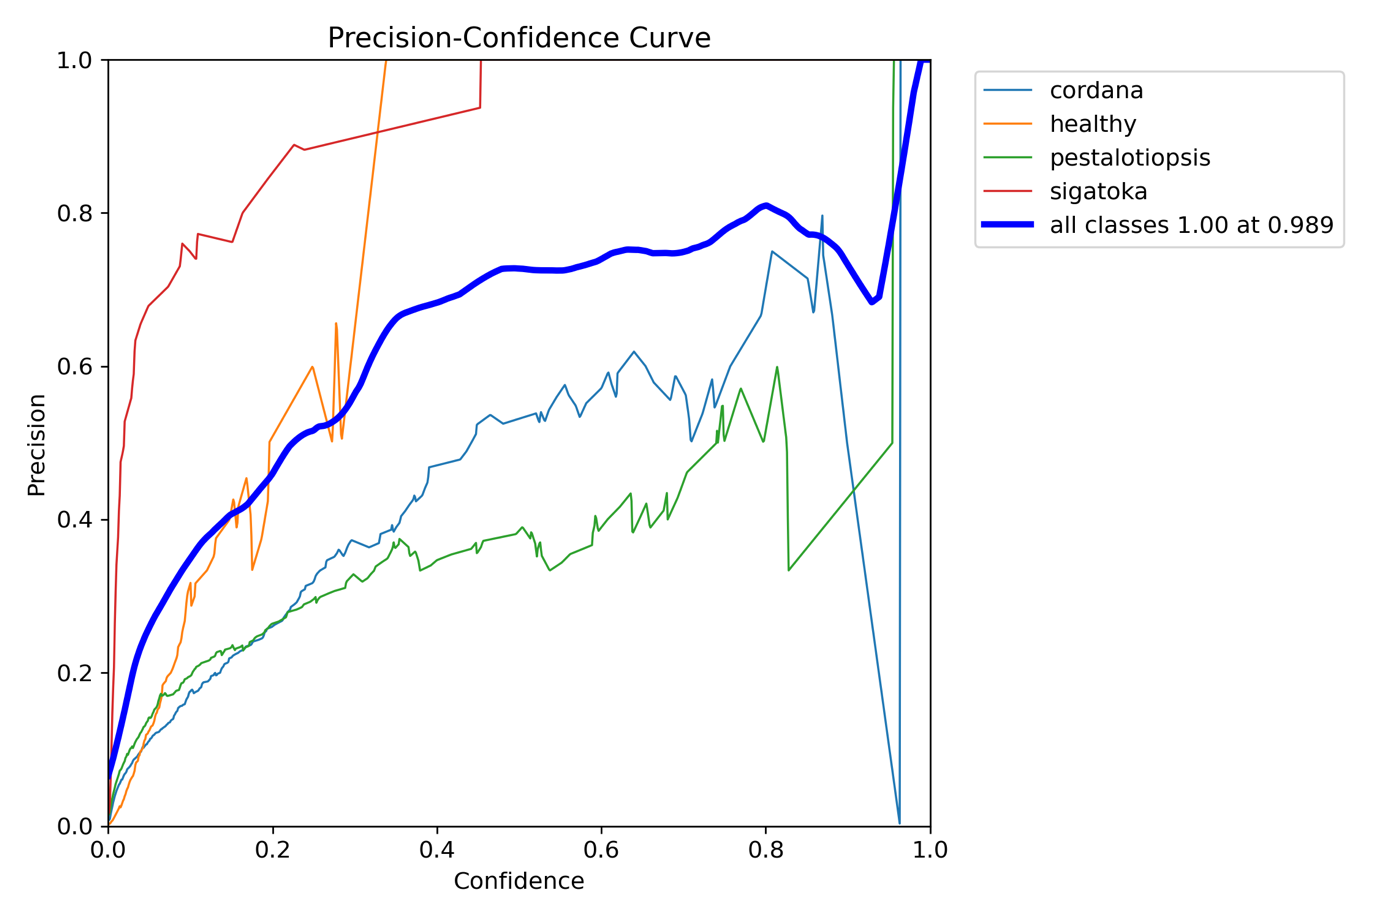 Precision-Confidence Curve
1.0
0.8
0.6
0.4
0.2
0.0
Precision
0.0 0.2 0.4 0.6 0.8 1.0
Confidence
cordana
healthy
pestalotiopsis
sigatoka
all classes 1.00 at 0.989